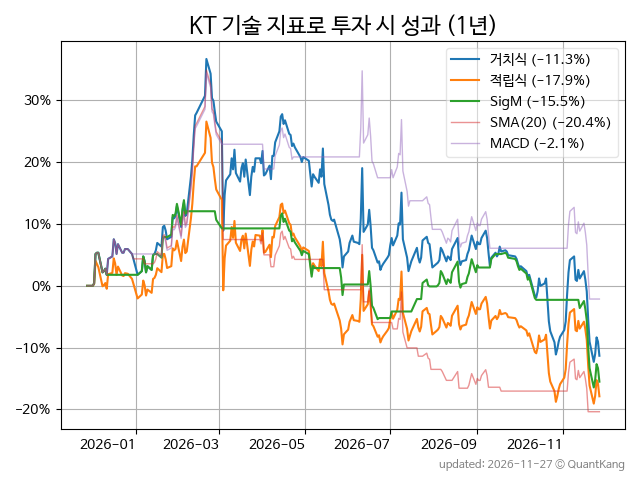 KT 기술 지표로 투자 시 성과 (1년)
거치식 (−11.3%)
적립식 (−17.9%)
SigM (−15.5%)
SMA(20) (−20.4%)
MACD (−2.1%)
30%
20%
10%
0%
−10%
−20%
2026-01 2026-03 2026-05 2026-07 2026-09 2026-11
updated: 2026-11-27 © QuantKang